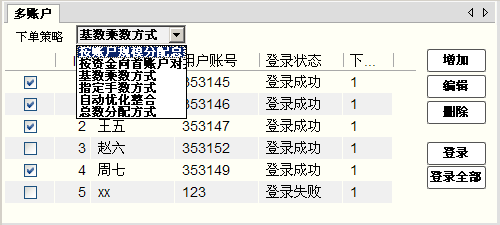 多账户
下单策略 基数乘数方式
按账户规模分配总
按资金向首账户对
基数乘数方式
指定手数方式
自动优化整合
总数分配方式
用户账号 登录状态 下...
353145 登录成功 1
353146 登录成功 1
2 王五 353147 登录成功 1
3 赵六 353152 登录成功 1
4 周七 353149 登录成功 1
5 xx 123 登录失败 1
增加
编辑
删除
登录
登录全部